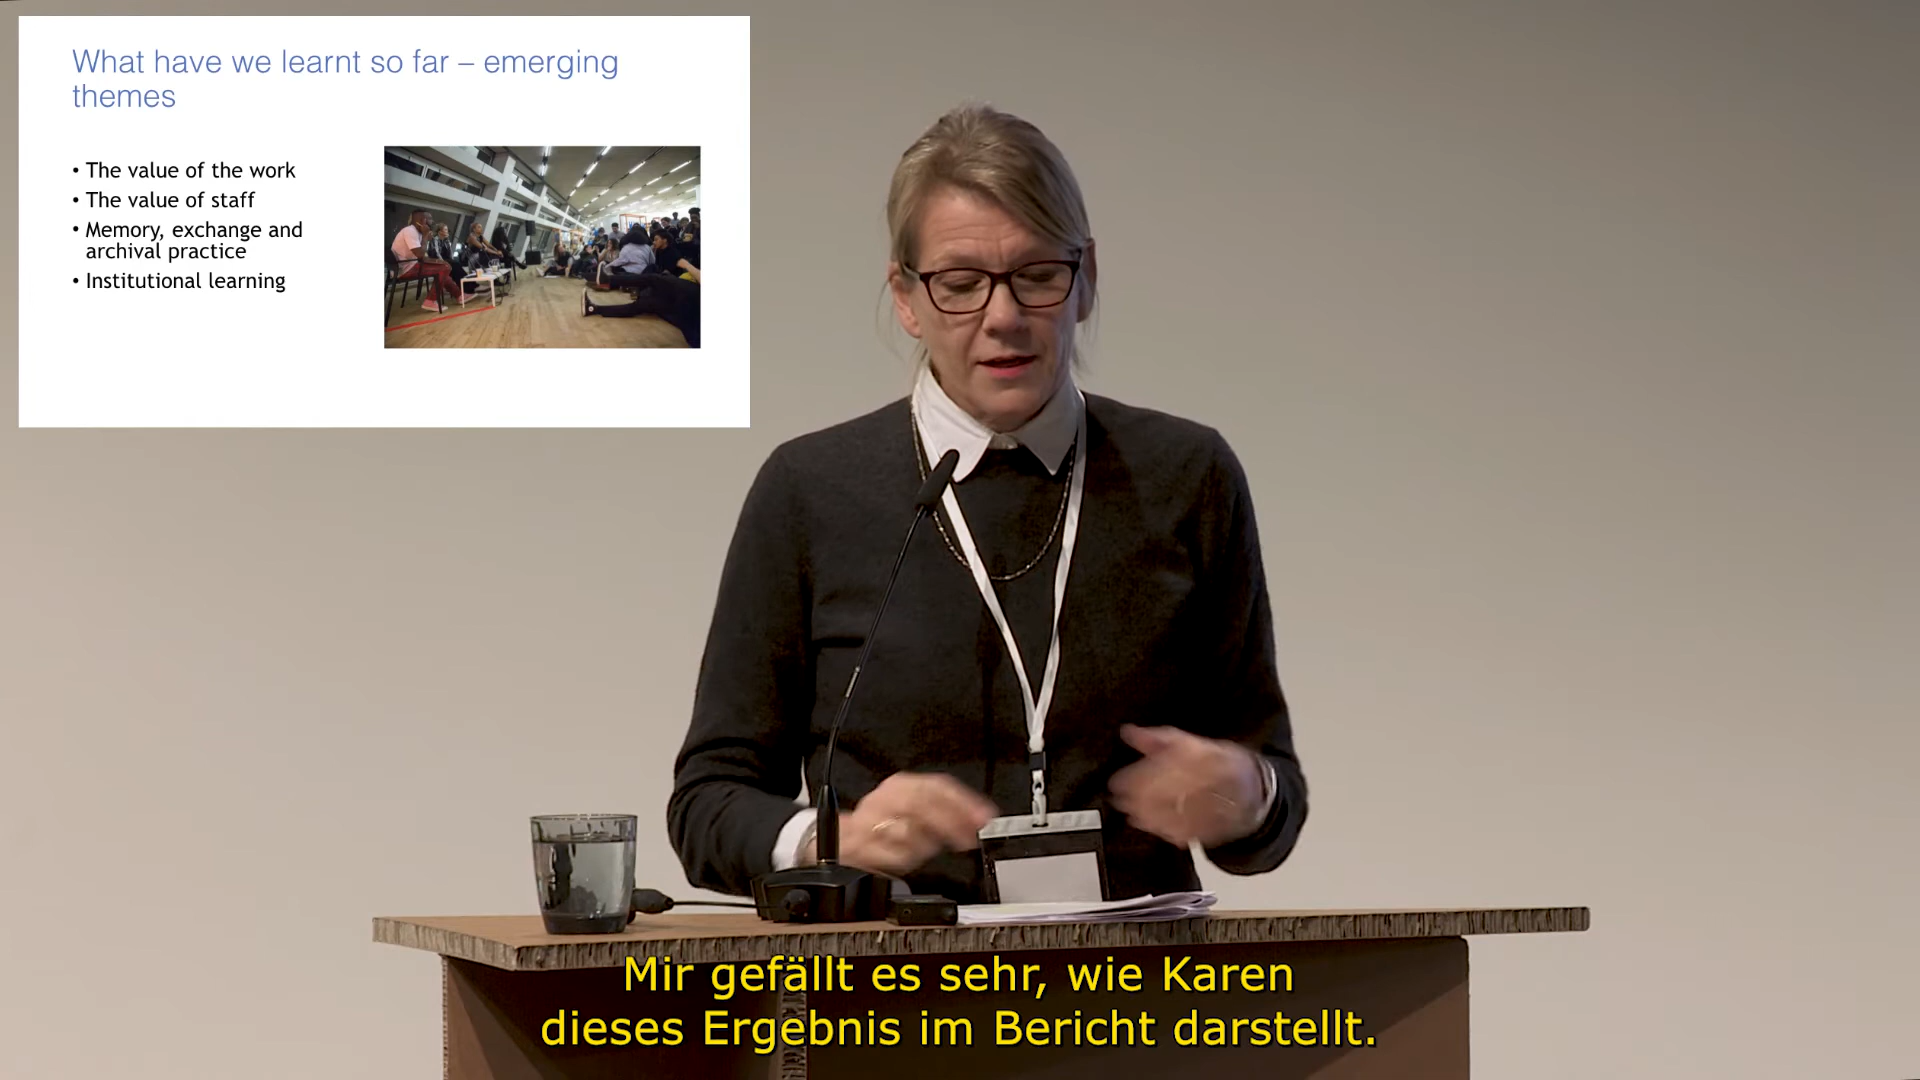 What have we learnt so far – emerging
themes
• The value of the work
• The value of staff
• Memory, exchange and
archival practice
• Institutional learning
Mir gefällt es sehr, wie Karen
dieses Ergebnis im Bericht darstellt.